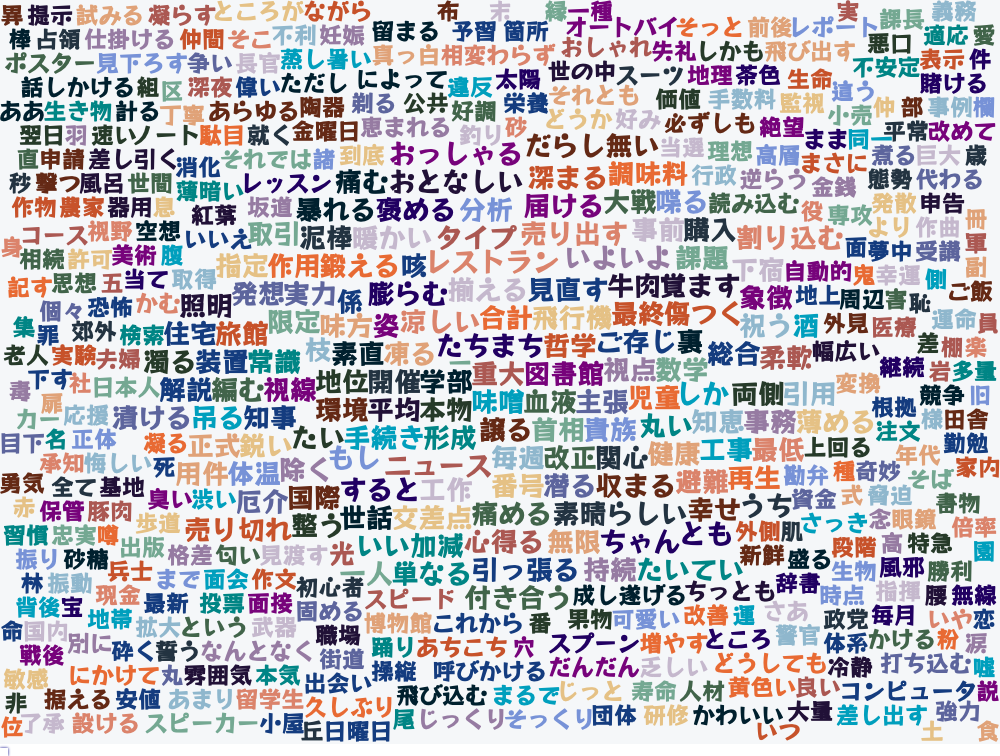 異 提示 試みる 凝らす ところが ながら 布 末 縁 一種 実 課長 義務
棒 占領 仕掛ける 仲間 そこ 不利 妊娠 留まる 予習 箇所 オートバイ そっと 前後 レポート 悪口 適応 愛
ポスター 見下ろす 争い 長官 蒸し暑い 真っ白 相変わらず おしゃれ 失礼 しかも 飛び出す 不安定 表示 件
話しかける 組 区 深夜 偉い ただし によって 違反 太陽 世の中 スーツ 地理 茶色 生命 違う 賭ける
ああ 生き物 計る 丁寧 あらゆる 陶器 剃る 公共 好調 栄養 それとも 価値 手数料 監視 小売 仲 部 事例 欄
翌日 羽 速い ノート 駄目 就く 金曜日 恵まれる 釣り 砂 どうか 好み 必ずしも 絶望 まま 同一 平常 改めて
直 申請 差し引く 消化 それでは 諸 到底 おっしゃる だらし無い 当選 理想 高層 まさに 煮る 巨大 歳
秒 撃つ 風呂 世間 薄暗い レッスン 痛む おとなしい 深まる 調味料 行政 逆らう 金銭 態勢 代わる
作物 農家 器用 息 紅葉 坂道 暴れる 褒める 分析 届ける 大戦 喋る 読み込む 役 専攻 発散 申告
身 コース 視野 空想 いいえ 取引 泥棒 暖かい タイプ 売り出す 事前 購入 割り込む より 作曲 冊
相続 許可 美術 腹 指定 作用 鍛える 咳 レストラン いよいよ 課題 下宿 自動的 鬼 幸運 面 夢中 受講 側 軍 副
記す 思想 五 当て 取得 発想 実力 係 膨らむ 揃える 見直す 牛肉 覚ます 象徴 地上 周辺 害 恥 ご飯
個々 恐怖 かむ 照明 限定 味方 姿 涼しい 合計 飛行機 最終 傷つく 祝う 酒 外見 医療 運命 員
集 罪 郊外 検索 住宅 旅館 枝 素直 凍る たちまち 哲学 ご存じ 裏 総合 柔軟 幅広い 差 棚 楽
老人 実験 夫婦 濁る 装置 常識 地位 開催 学部 重大 図書館 視点 数学 継続 岩 多量
毒 下す 社 日本人 解説 編む 視線 環境 平均 本物 味噌 血液 主張 児童 しか 両側 引用 変換 競争 旧
カー 扉 応援 漬ける 吊る 知事 たい 手続き 形成 譲る 首相 貴族 丸い 知恵 事務 薄める 根拠 注文 様 田舎
目下 名 正体 凝る 正式 鋭い もし ニュース 毎週 改正 関心 健康 工事 最低 上回る 年代 勤勉
承知 悔しい 死 用件 体温 除く すると 工作 番号 潜る 収まる 避難 再生 勘弁 種 奇妙 そば 家内
勇気 全て 基地 臭い 渋い 厄介 国際 世話 交差点 痛める 素晴らしい 幸せ うち 資金 式 脅迫 書物
赤 保管 豚肉 歩道 売り切れ 整う いい加減 心得る 無限 ちゃんと も 外側 肌 さっき 念 眼鏡 倍率
習慣 忠実 噂 出版 格差 匂い 見渡す 光 一人 単なる 引っ張る 持続 たいてい 新鮮 盛る 段階 高 特急 園
振り 砂糖 兵士 まで 面会 作文 初心者 スピード 付き合う 成し遂げる ちっとも 辞書 生物 風邪 勝利
林 振動 現金 最新 投票 面接 固める 博物館 これから 番 果物 可愛い 改善 運 さあ 時点 指揮 腰 無線
背後 宝 地帯 拡大 という 武器 職場 踊り あちこち 穴 スプーン 増やす ところ 警官 政党 毎月 いや 恋
命 国内 別に 砕く 誓う なんとなく 街道 操縦 呼びかける だんだん 乏しい どうしても 体系 かける 粉 涙
戦後 敏感 にかけて 丸 雰囲気 本気 出会い 飛び込む まるで じっと 寿命 人材 黄色い 良い 冷静 打ち込む 嘘
非 据える 安値 あまり 留学生 久しぶり 尾 じっくり そっくり 団体 研修 かわいい 大量 コンピュータ 説
位 了承 設ける スピーカー 小屋 丘 日曜日 いつ 差し出す 強力 土 食